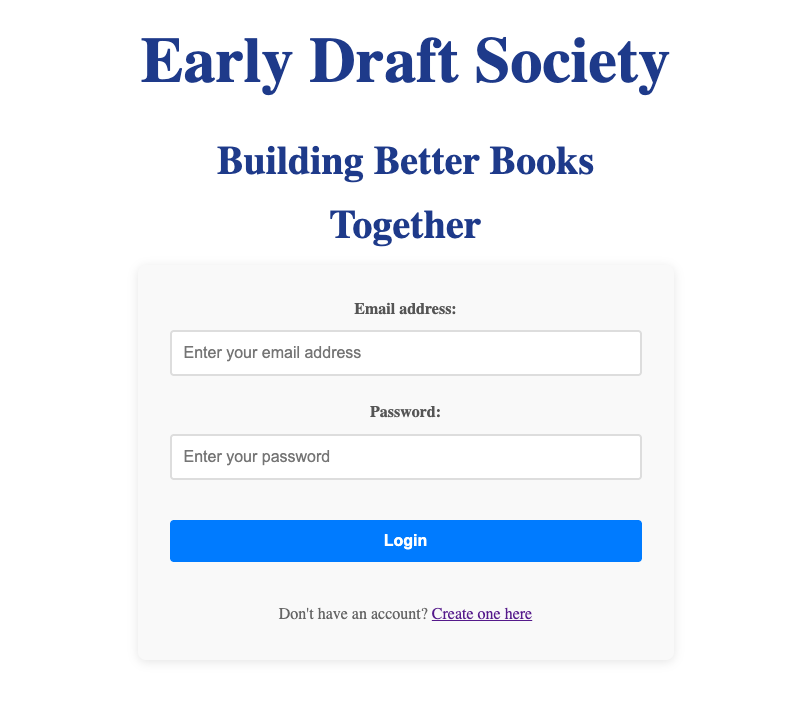 Early Draft Society
Building Better Books
Together
Email address:
Enter your email address
Password:
Enter your password
Login
Don't have an account? Create one here